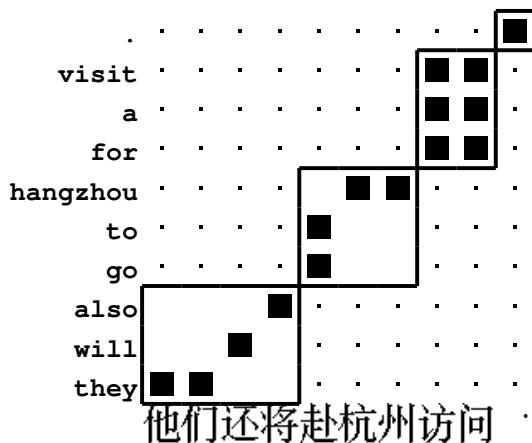 .
visit
a
for
hangzhou
to
go
also
will
they
他们还将赴杭州访问 .